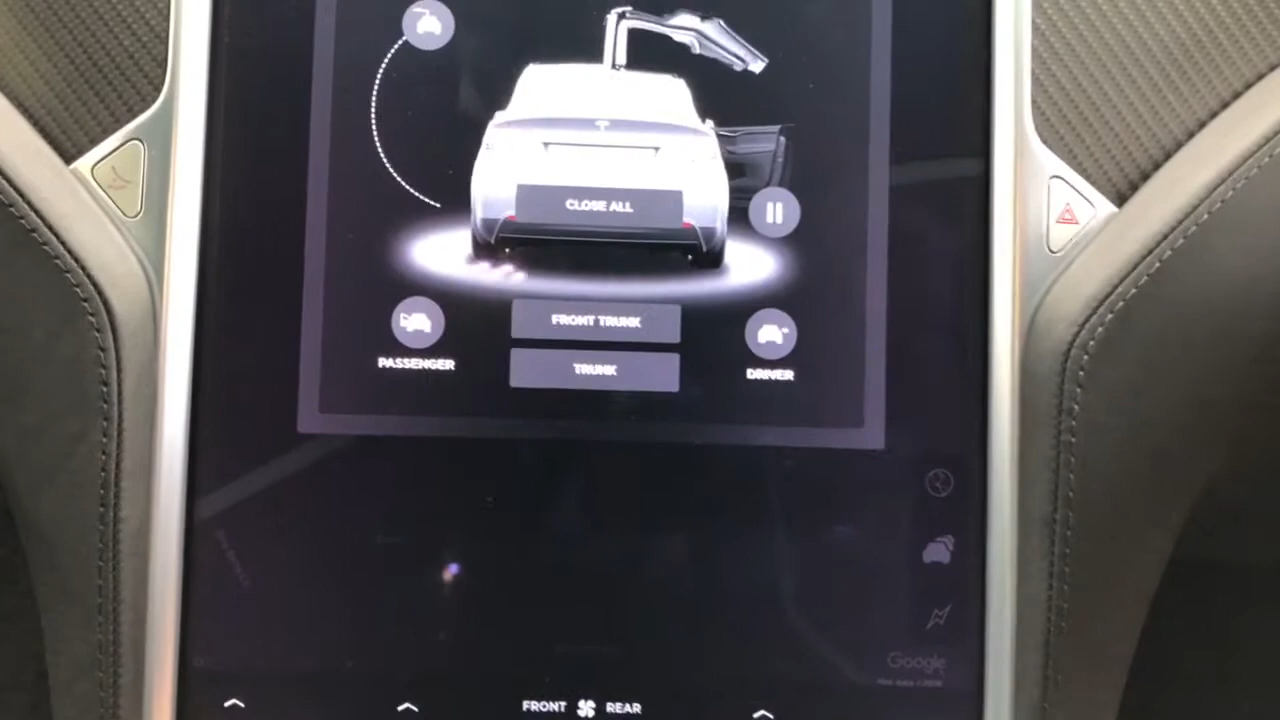 CLOSE ALL
FRONT TRUNK
PASSENGER
TRUNK
DRIVER
Google
FRONT REAR